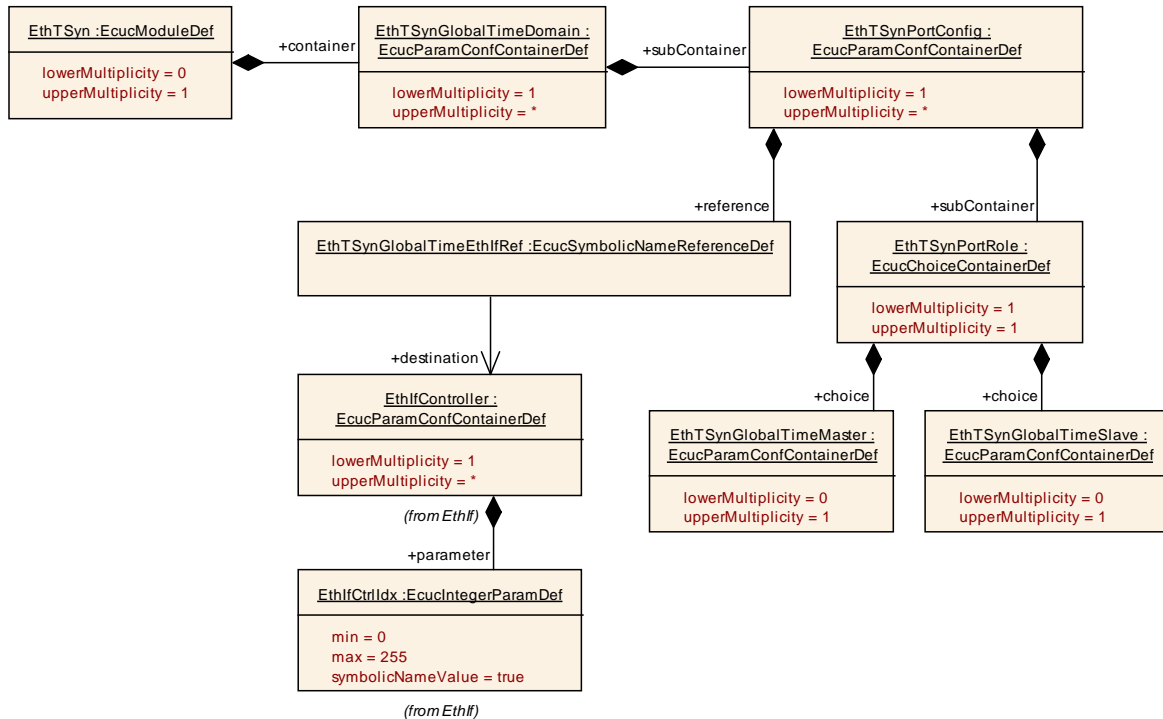 EthTSyn :EcucModuleDef
lowerMultiplicity = 0
upperMultiplicity = 1
+container
EthTSynGlobalTimeDomain :
EcucParamConfContainerDef
lowerMultiplicity = 1
upperMultiplicity = *
+subContainer
EthTSynPortConfig :
EcucParamConfContainerDef
lowerMultiplicity = 1
upperMultiplicity = *
+reference
+subContainer
EthTSynGlobalTimeEthIfRef :EcucSymbolicNameReferenceDef
EthTSynPortRole :
EcucChoiceContainerDef
lowerMultiplicity = 1
upperMultiplicity = 1
+destination
+choice
+choice
EthIfController :
EcucParamConfContainerDef
lowerMultiplicity = 1
upperMultiplicity = *
(from EthIf)
EthTSynGlobalTimeMaster :
EcucParamConfContainerDef
lowerMultiplicity = 0
upperMultiplicity = 1
EthTSynGlobalTimeSlave :
EcucParamConfContainerDef
lowerMultiplicity = 0
upperMultiplicity = 1
+parameter
EthIfCtrlIdx :EcucIntegerParamDef
min = 0
max = 255
symbolicNameValue = true
(from EthIf)